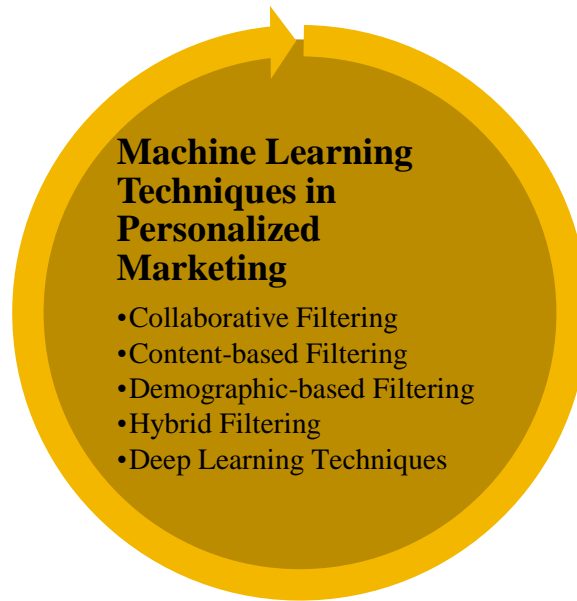 Machine Learning
Techniques in
Personalized
Marketing
•Collaborative Filtering
•Content-based Filtering
•Demographic-based Filtering
•Hybrid Filtering
•Deep Learning Techniques